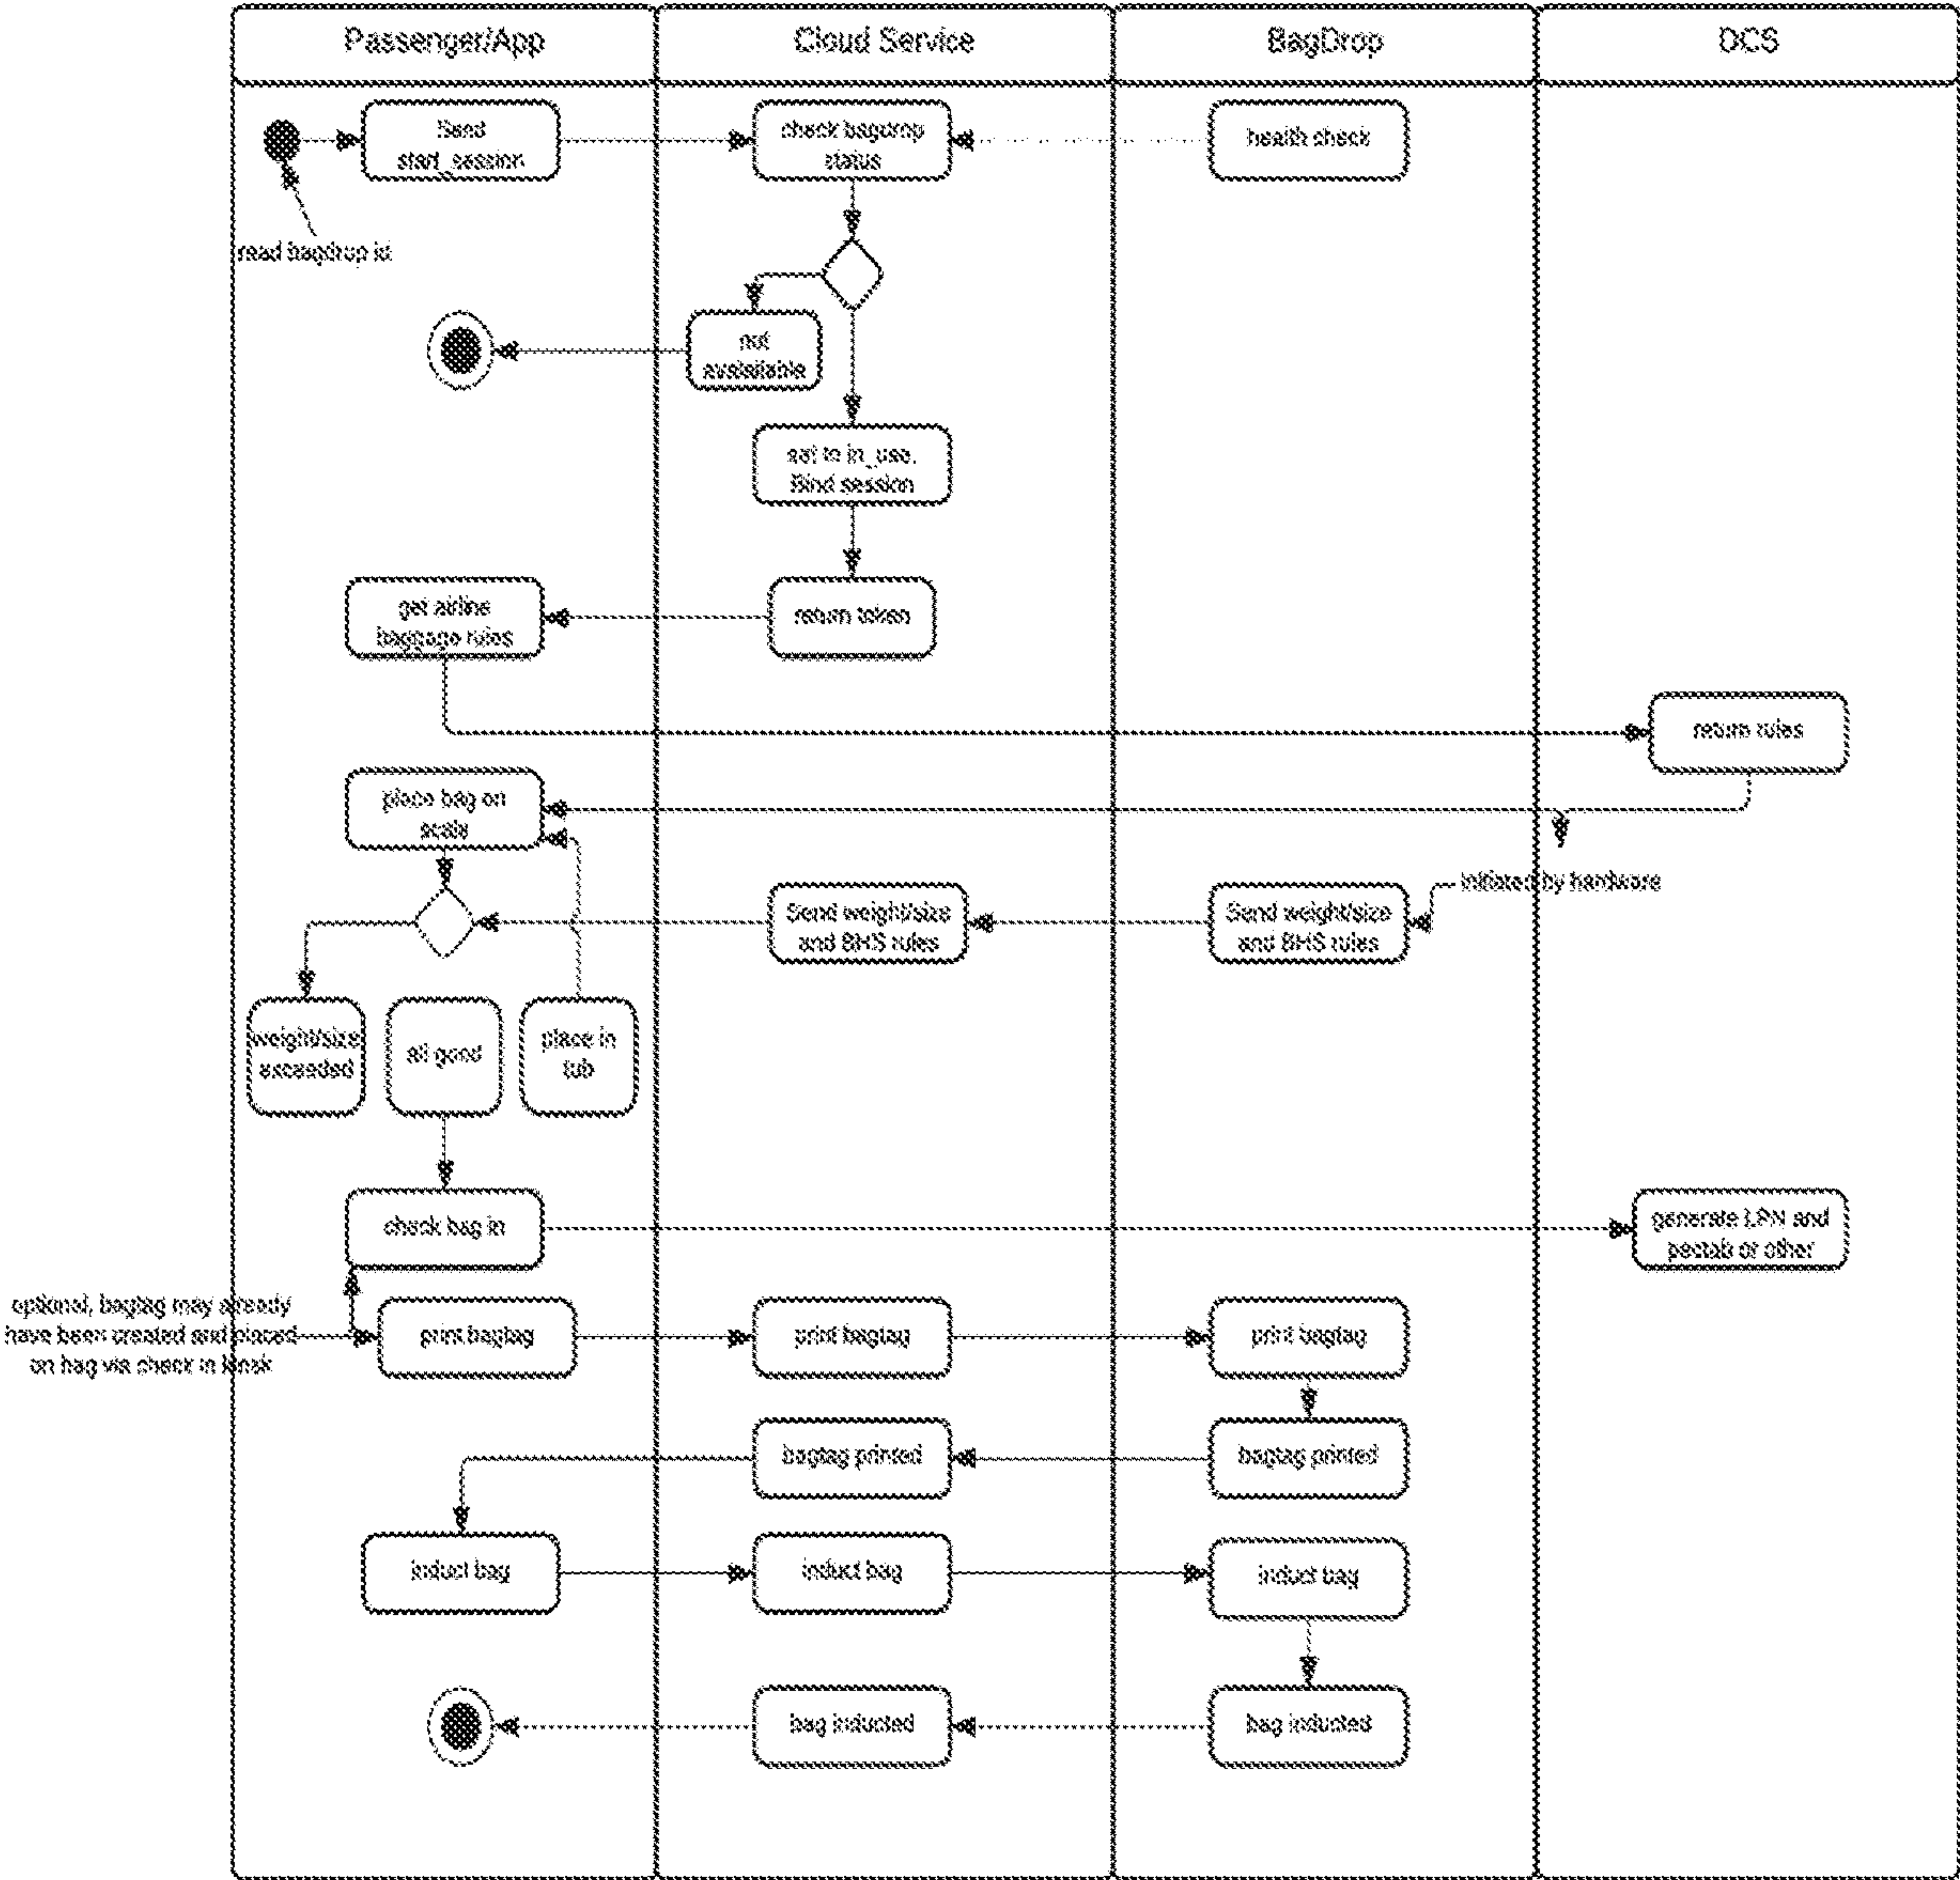 Passenger/App
Cloud Service
BagDrop
DCS
Send
start_session
check bagdrop
status
health check
read bagdrop id
not
avalailable
set to in_use.
Bind session
get airline
baggage rules
return token
return rules
place bag on
scale
initiated by hardware
Send weight/size
and BHS rules
Send weight/size
and BHS rules
weight/size
exceeded
all good
place in
tub
check bag in
generate LPN and
pectab or other
optional, bagtag may already
have been created and placed
on bag via check in kiosk
print bagtag
print bagtag
print bagtag
bagtag printed
bagtag printed
induct bag
induct bag
induct bag
bag inducted
bag inducted